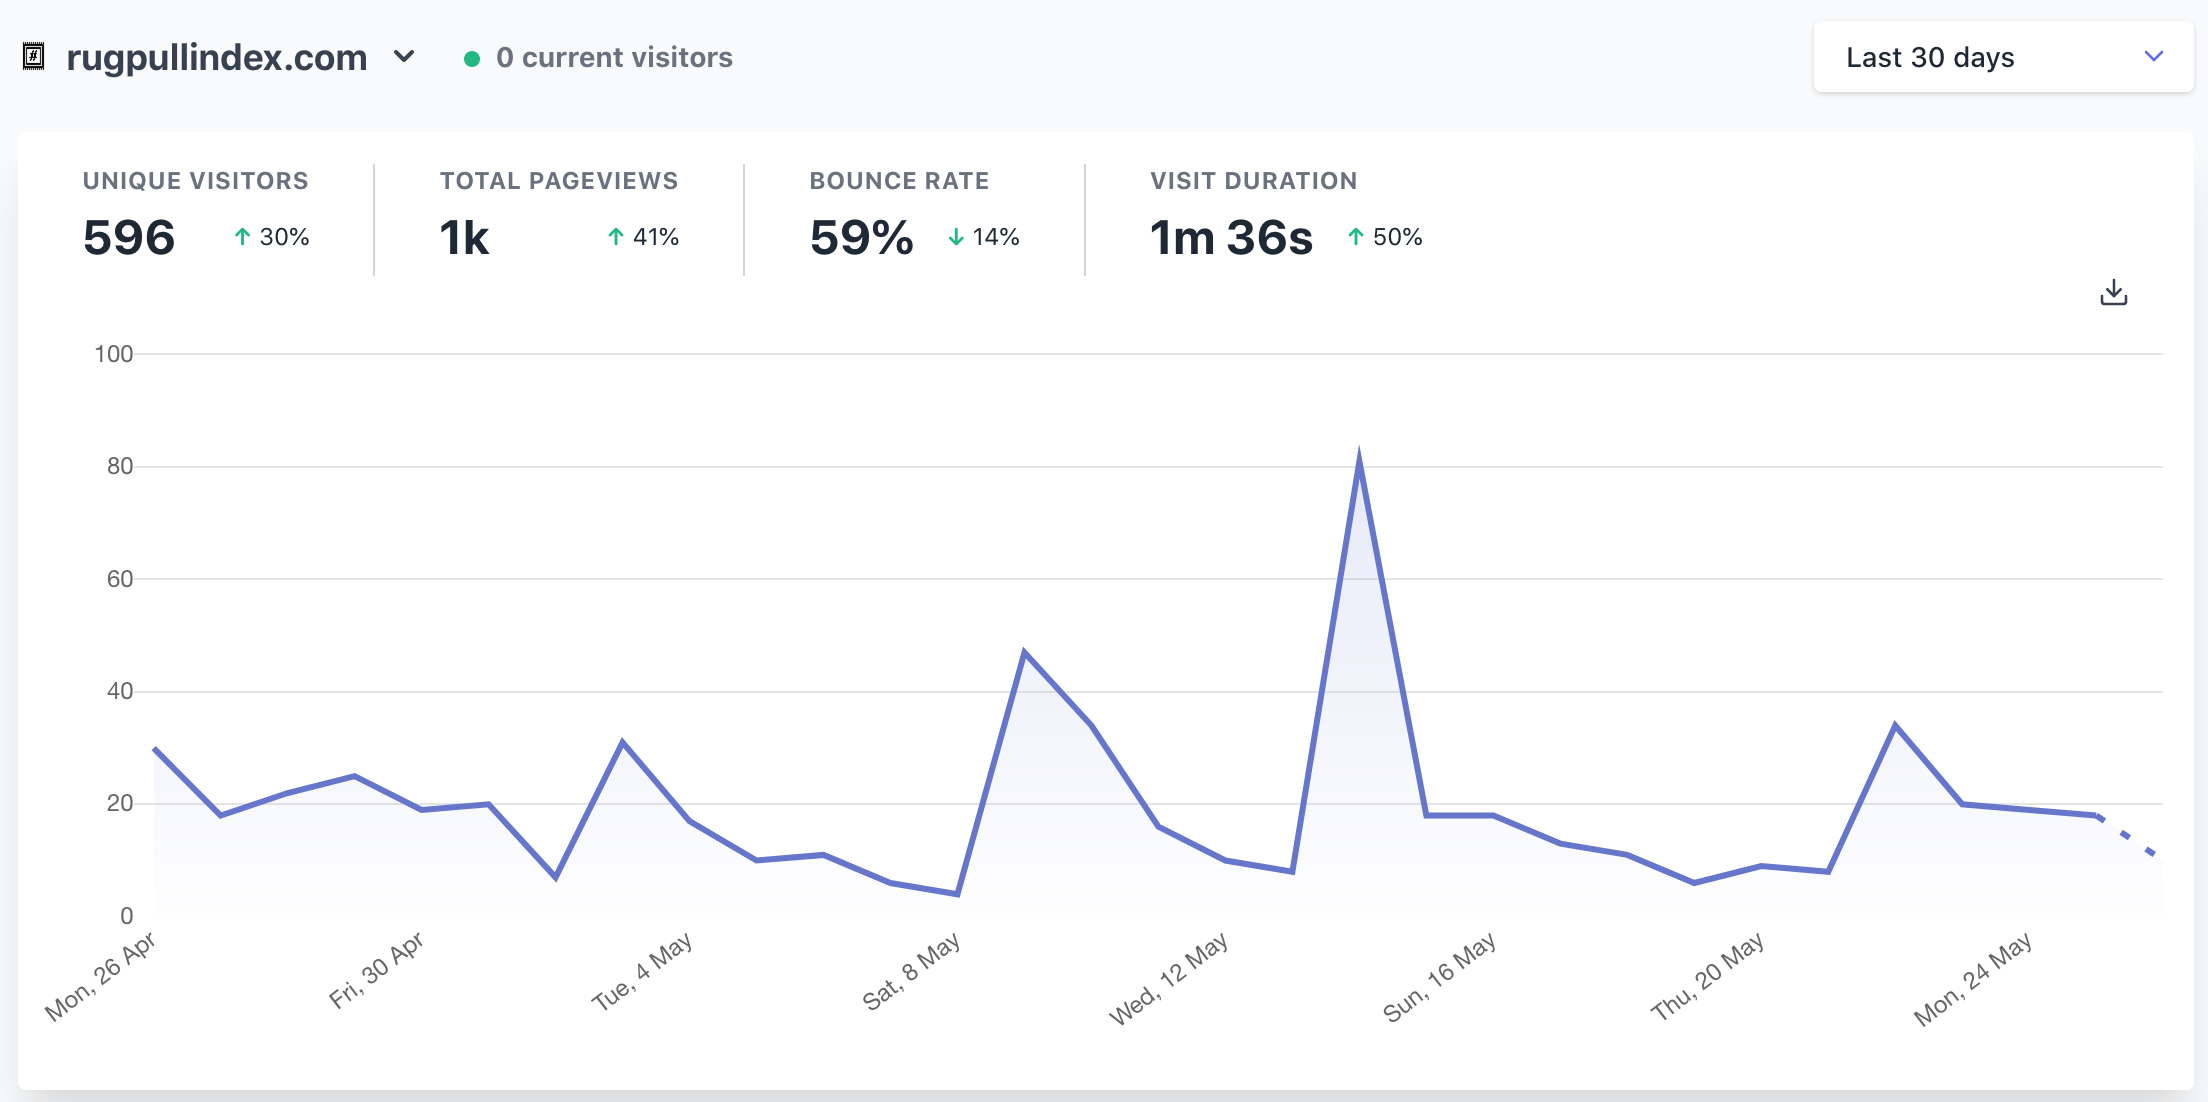 # rugpullindex.com
0 current visitors
Last 30 days
UNIQUE VISITORS
596 ↑ 30%
TOTAL PAGEVIEWS
1k ↑ 41%
BOUNCE RATE
59% ↓ 14%
VISIT DURATION
1m 36s ↑ 50%
100
80
60
40
20
0
Mon, 26 Apr
Fri, 30 Apr
Tue, 4 May
Sat, 8 May
Wed, 12 May
Sun, 16 May
Thu, 20 May
Mon, 24 May